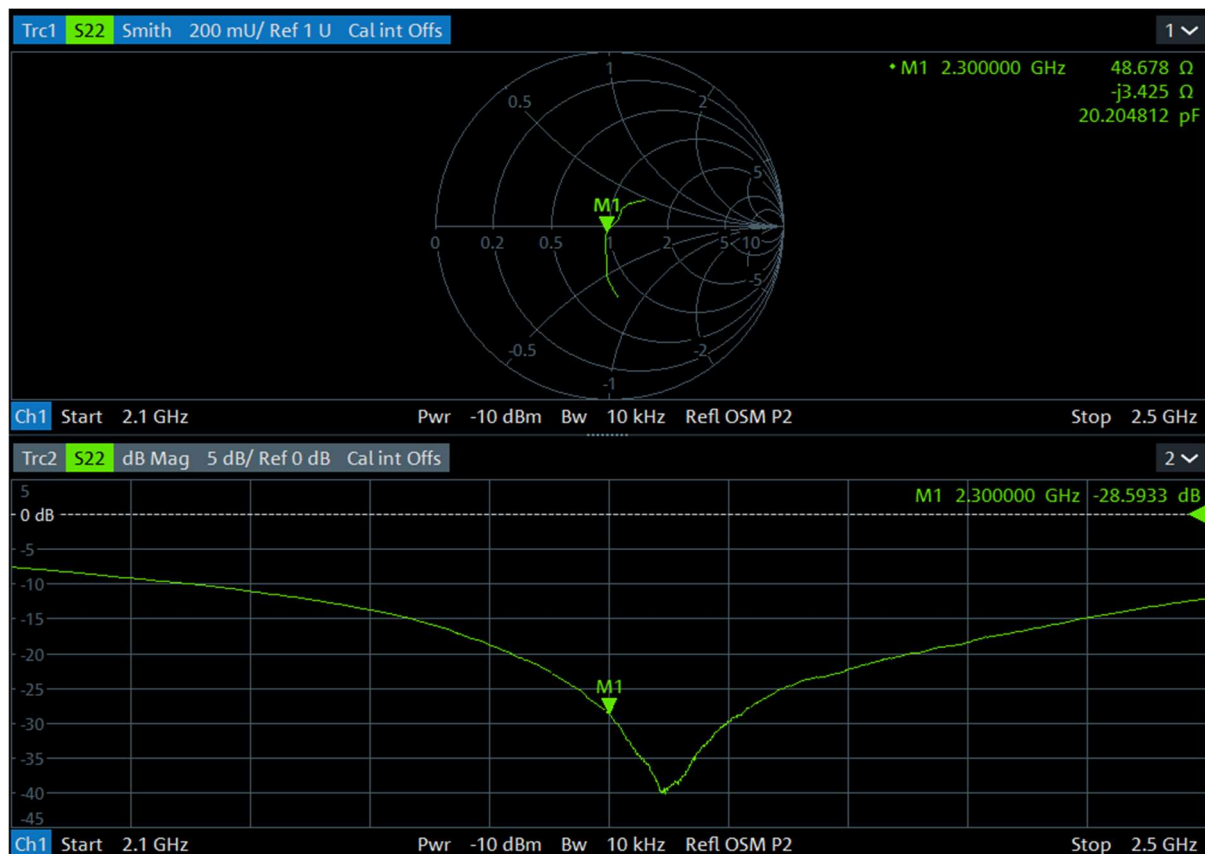 Trc1 S22 Smith 200 mU/ Ref 1 U Cal int Offs 1
M1 2.300000 GHz 48.678 Ω
-j3.425 Ω
20.204812 pF
1
0.5 2
5
M1
0 0.2 0.5 1 2 5 10
-5
-0.5 -2
-1
Ch1 Start 2.1 GHz Pwr -10 dBm Bw 10 kHz Refl OSM P2 Stop 2.5 GHz
Trc2 S22 dB Mag 5 dB/ Ref 0 dB Cal int Offs 2
5 M1 2.300000 GHz -28.5933 dB
0 dB
-5
-10
-15
-20
-25
M1
-30
-35
-40
-45
Ch1 Start 2.1 GHz Pwr -10 dBm Bw 10 kHz Refl OSM P2 Stop 2.5 GHz